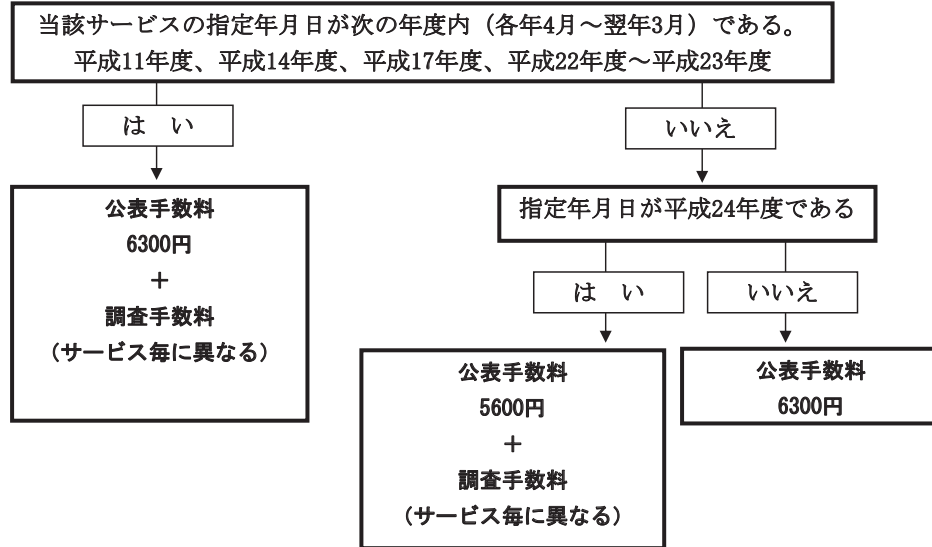 当該サービスの指定年月日が次の年度内（各年4月～翌年3月）である。
平成11年度、平成14年度、平成17年度、平成22年度～平成23年度
は　い
いいえ
公表手数料
6300円
＋
調査手数料
（サービス毎に異なる）
指定年月日が平成24年度である
は　い
いいえ
公表手数料
5600円
＋
調査手数料
（サービス毎に異なる）
公表手数料
6300円